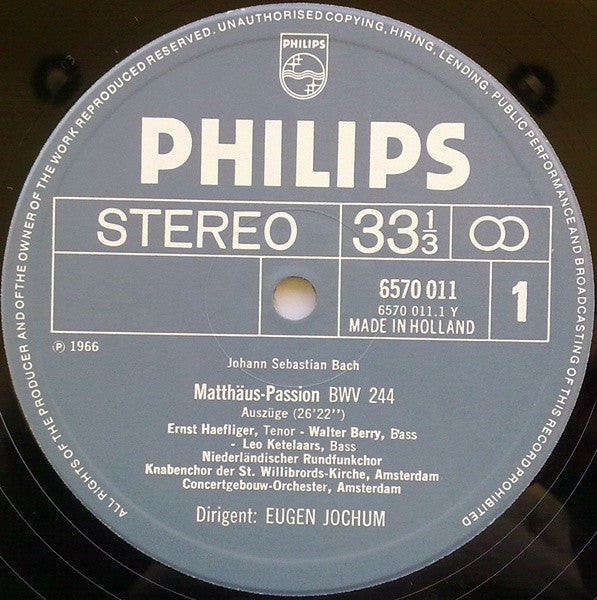 ALL RIGHTS OF THE PRODUCER AND OF THE OWNER OF THE WORK REPRODUCED RESERVED. UNAUTHORISED COPYING, HIRING, LENDING, PUBLIC PERFORMANCE AND BROADCASTING OF THIS RECORD PROHIBITED
PHILIPS
PHILIPS
STEREO 33 1/3
6570 011 1
6570 011.1 Y
MADE IN HOLLAND
℗ 1966
Johann Sebastian Bach
Matthäus-Passion BWV 244
Auszüge (26'22'')
Ernst Haefliger, Tenor - Walter Berry, Bass
- Leo Ketelaars, Bass
Niederländischer Rundfunkchor
Knabenchor der St. Willibrords-Kirche, Amsterdam
Concertgebouw-Orchester, Amsterdam
Dirigent: EUGEN JOCHUM